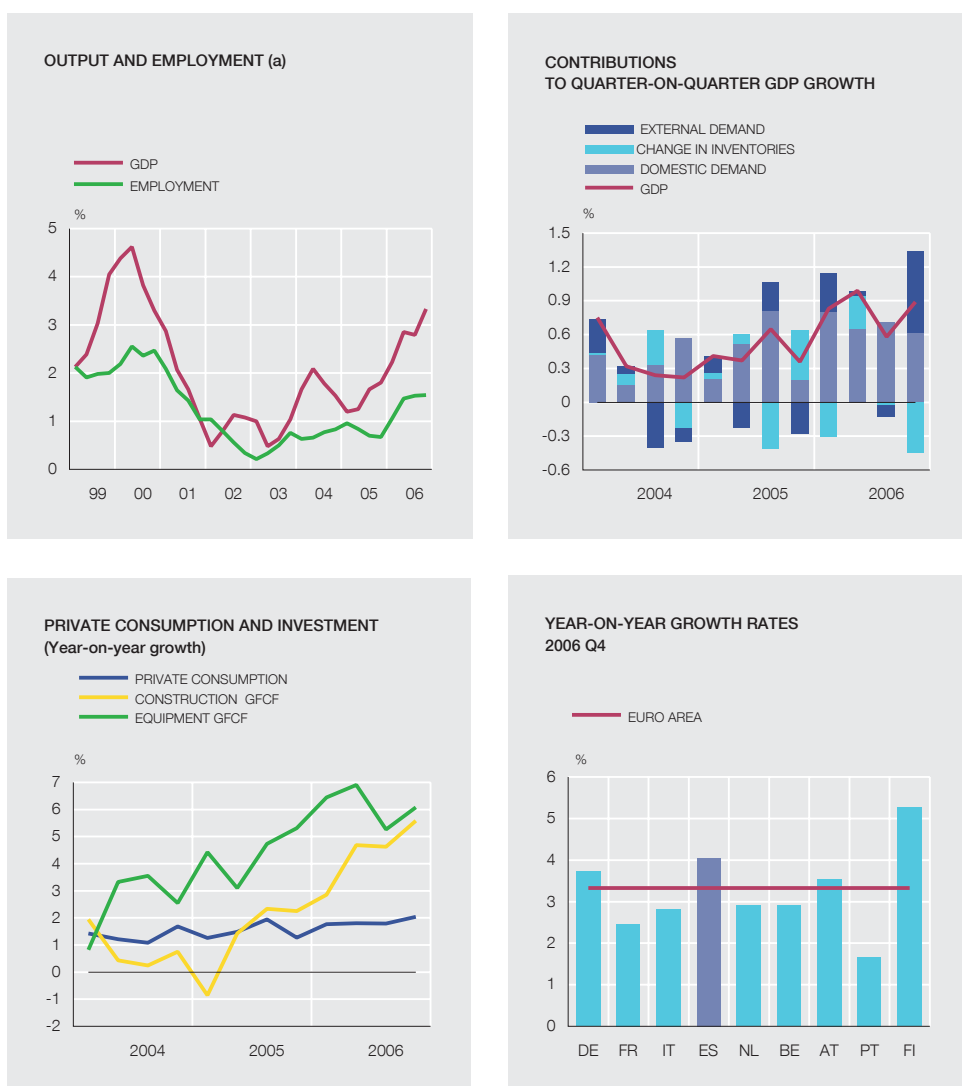 OUTPUT AND EMPLOYMENT (a)
GDP
EMPLOYMENT
%
5
4
3
2
1
0
99 00 01 02 03 04 05 06
CONTRIBUTIONS
TO QUARTER-ON-QUARTER GDP GROWTH
EXTERNAL DEMAND
CHANGE IN INVENTORIES
DOMESTIC DEMAND
GDP
%
1.5
1.2
0.9
0.6
0.3
0
-0.3
-0.6
2004 2005 2006
PRIVATE CONSUMPTION AND INVESTMENT
(Year-on-year growth)
PRIVATE CONSUMPTION
CONSTRUCTION GFCF
EQUIPMENT GFCF
%
7
6
5
4
3
2
1
0
-1
-2
2004 2005 2006
YEAR-ON-YEAR GROWTH RATES
2006 Q4
EURO AREA
%
6
5
4
3
2
1
0
DE FR IT ES NL BE AT PT FI